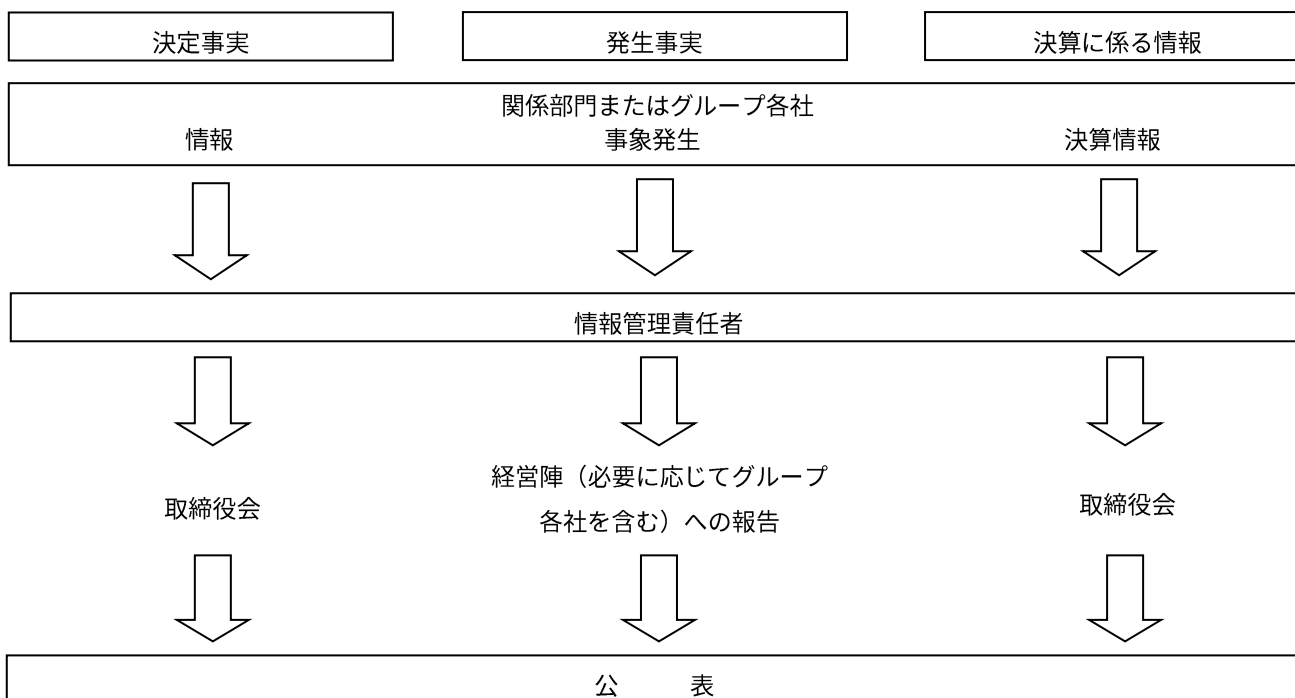 決定事実
発生事実
決算に係る情報
関係部門またはグループ各社
情報
事象発生
決算情報
情報管理責任者
経営陣（必要に応じてグループ
各社を含む）への報告
取締役会
取締役会
公　　　表